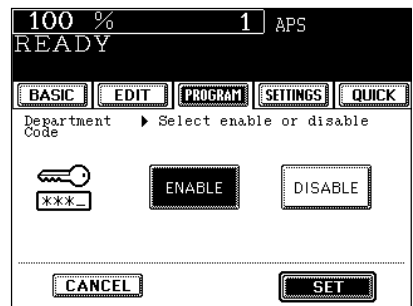 100 % 1 APS
READY
BASIC EDIT PROGRAM SETTINGS QUICK
Department ▶ Select enable or disable
Code
***_ ENABLE DISABLE
CANCEL SET